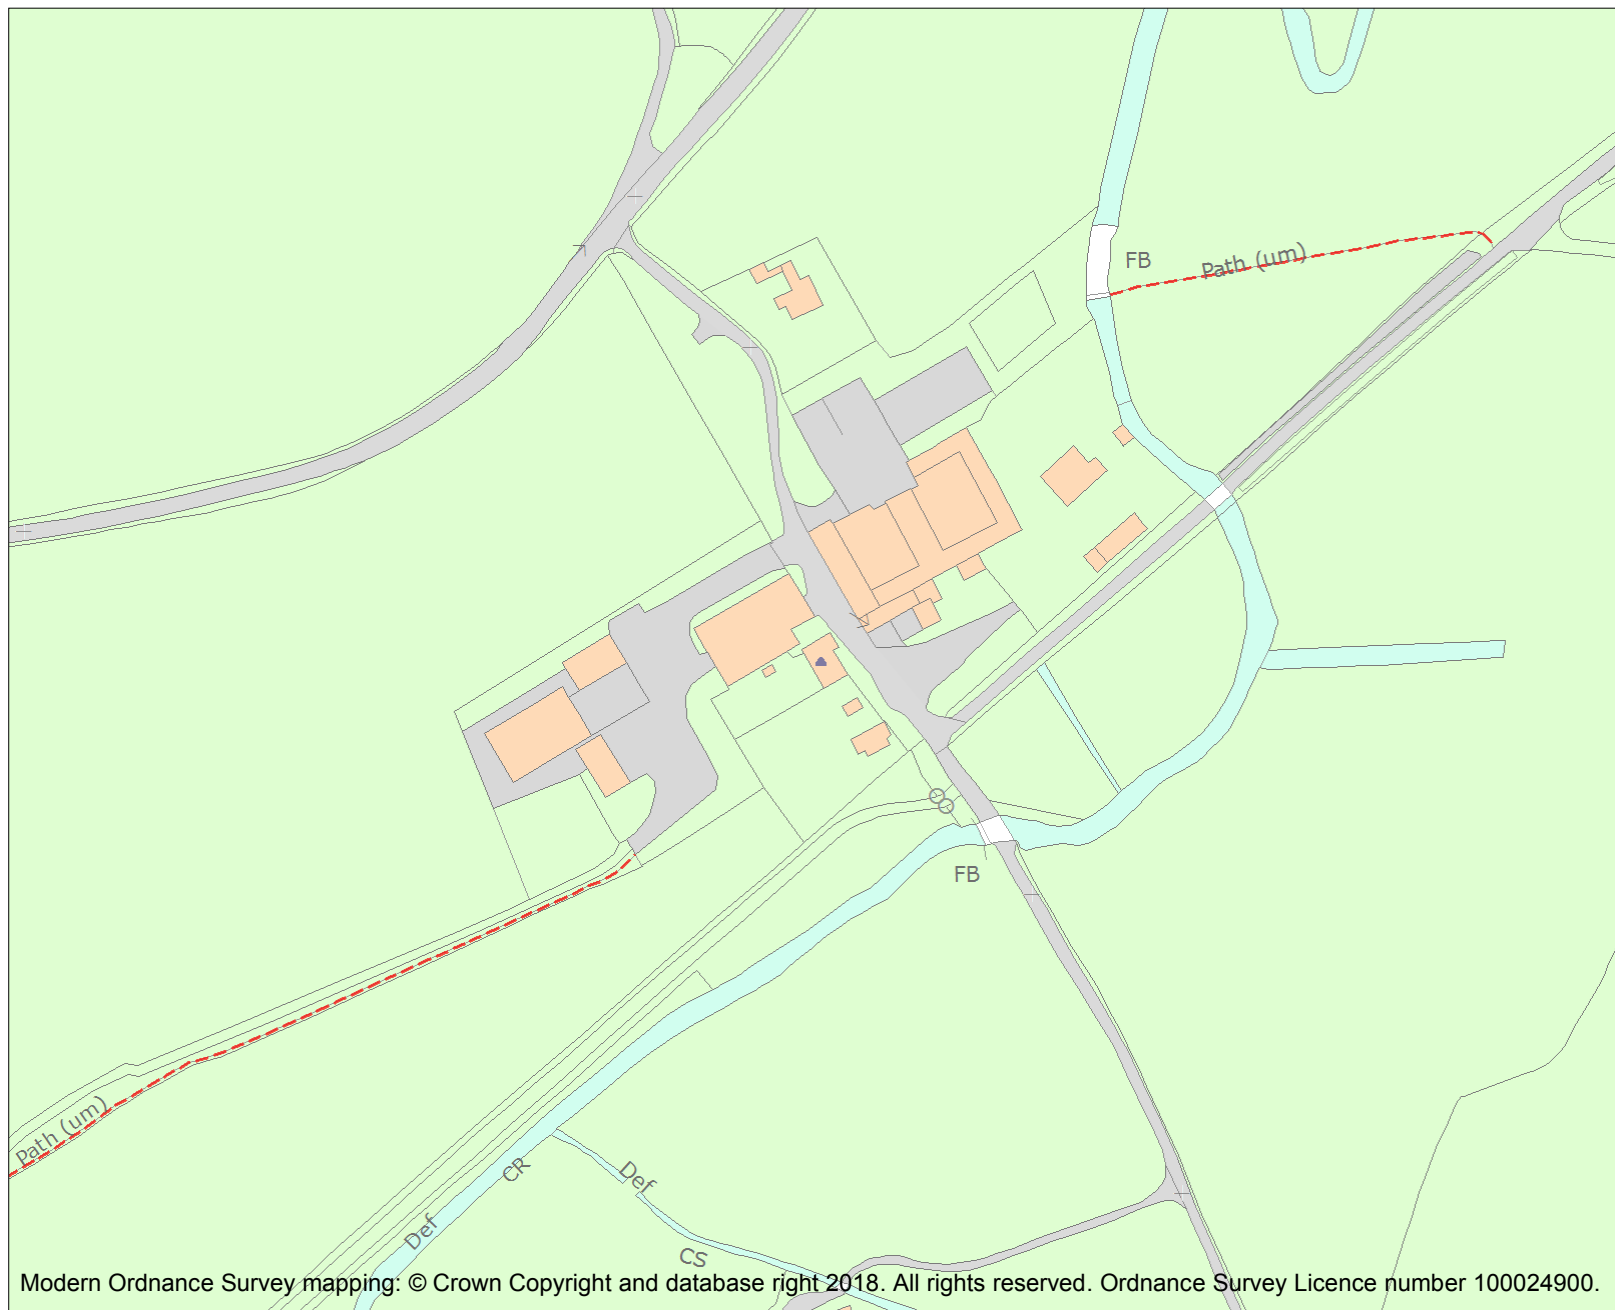 FB
Path (um)
FB
Path (um)
CR
Def
Def
CS
Modern Ordnance Survey mapping: © Crown Copyright and database right 2018. All rights reserved. Ordnance Survey Licence number 100024900.